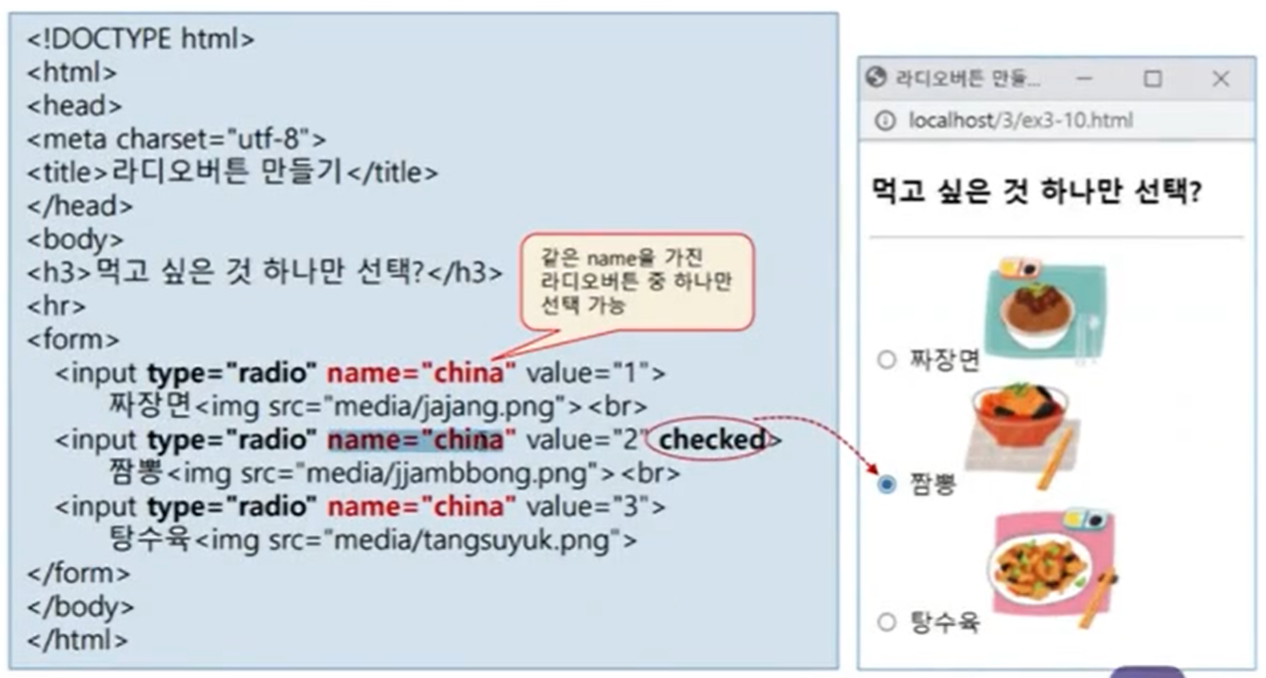 <!DOCTYPE html>
<html>
<head>
<meta charset="utf-8">
<title>라디오버튼 만들기</title>
</head>
<body>
<h3>먹고 싶은 것 하나만 선택?</h3>
<hr>
<form>
<input type="radio" name="china" value="1">
짜장면<img src="media/jajang.png"><br>
<input type="radio" name="china" value="2" checked>
짬뽕<img src="media/jjambbong.png"><br>
<input type="radio" name="china" value="3">
탕수육<img src="media/tangsuyuk.png">
</form>
</body>
</html>
같은 name을 가진
라디오버튼 중 하나만
선택 가능
라디오버튼 만들...
localhost/3/ex3-10.html
먹고 싶은 것 하나만 선택?
짜장면
짬뽕
탕수육